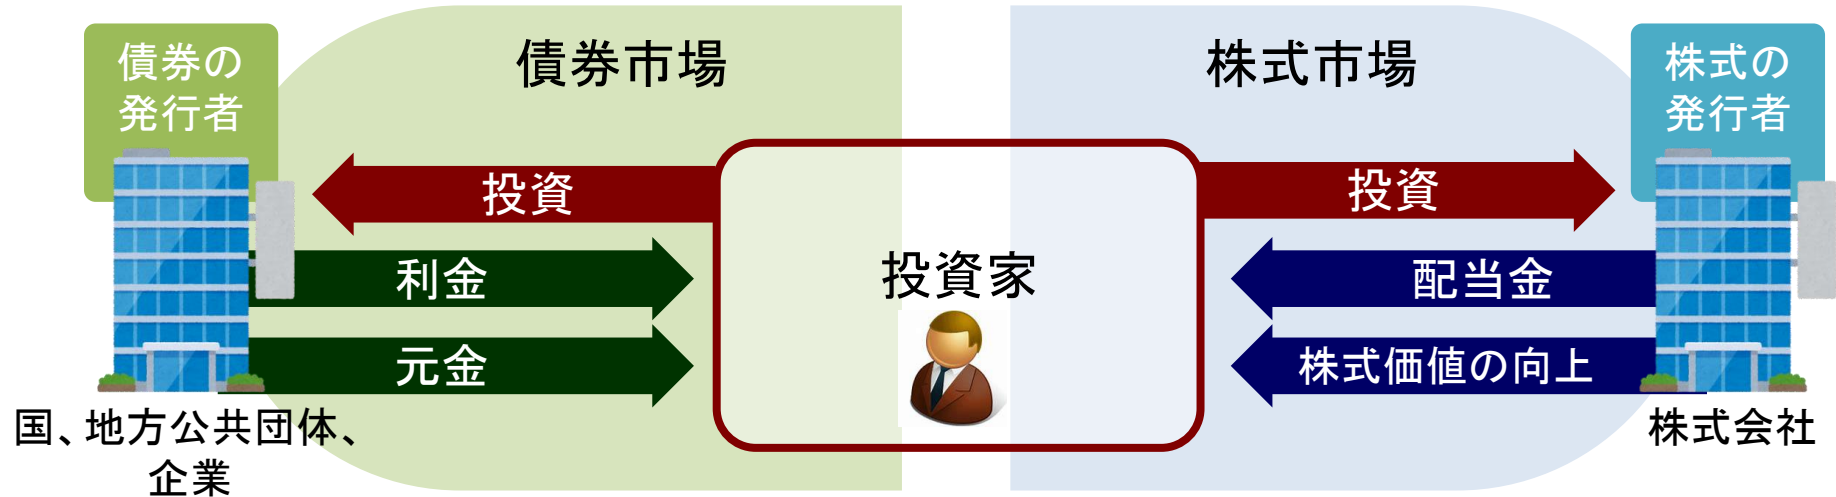 債券の
発行者
債券市場
投資
利金
元金
国、地方公共団体、
企業
投資家
株式市場
株式の
発行者
投資
配当金
株式価値の向上
株式会社